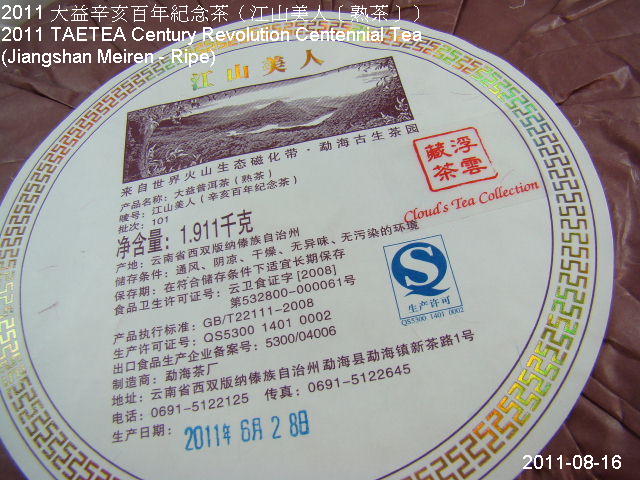 2011 大益辛亥百年紀念茶（江山美人〔熟茶〕）
2011 TAETEA Century Revolution Centennial Tea
(Jiangshan Meiren - Ripe)
江山美人
来自世界火山生态磁化带·勐海古生茶园
产品名称：大益普洱茶（熟茶）
唛号：江山美人（辛亥百年纪念茶）
批次：101
净含量：1.911千克
产地：云南省西双版纳傣族自治州
储存条件：通风、阴凉、干燥、无异味、无污染的环境
保存期：在符合储存条件下适宜长期保存
食品卫生许可证号：云卫食证字[2008]
第532800-000061号
产品执行标准：GB/T22111-2008
生产许可证号：QS5300 1401 0002
出口食品生产企业备案号：5300/04006
制造商：勐海茶厂
地址：云南省西双版纳傣族自治州勐海县勐海镇新茶路1号
电话：0691-5122125 传真：0691-5122645
生产日期：
2011年 6月 2 8日
浮雲藏茶
Cloud's Tea Collection
QS
生产许可
QS5300 1401 0002
2011-08-16